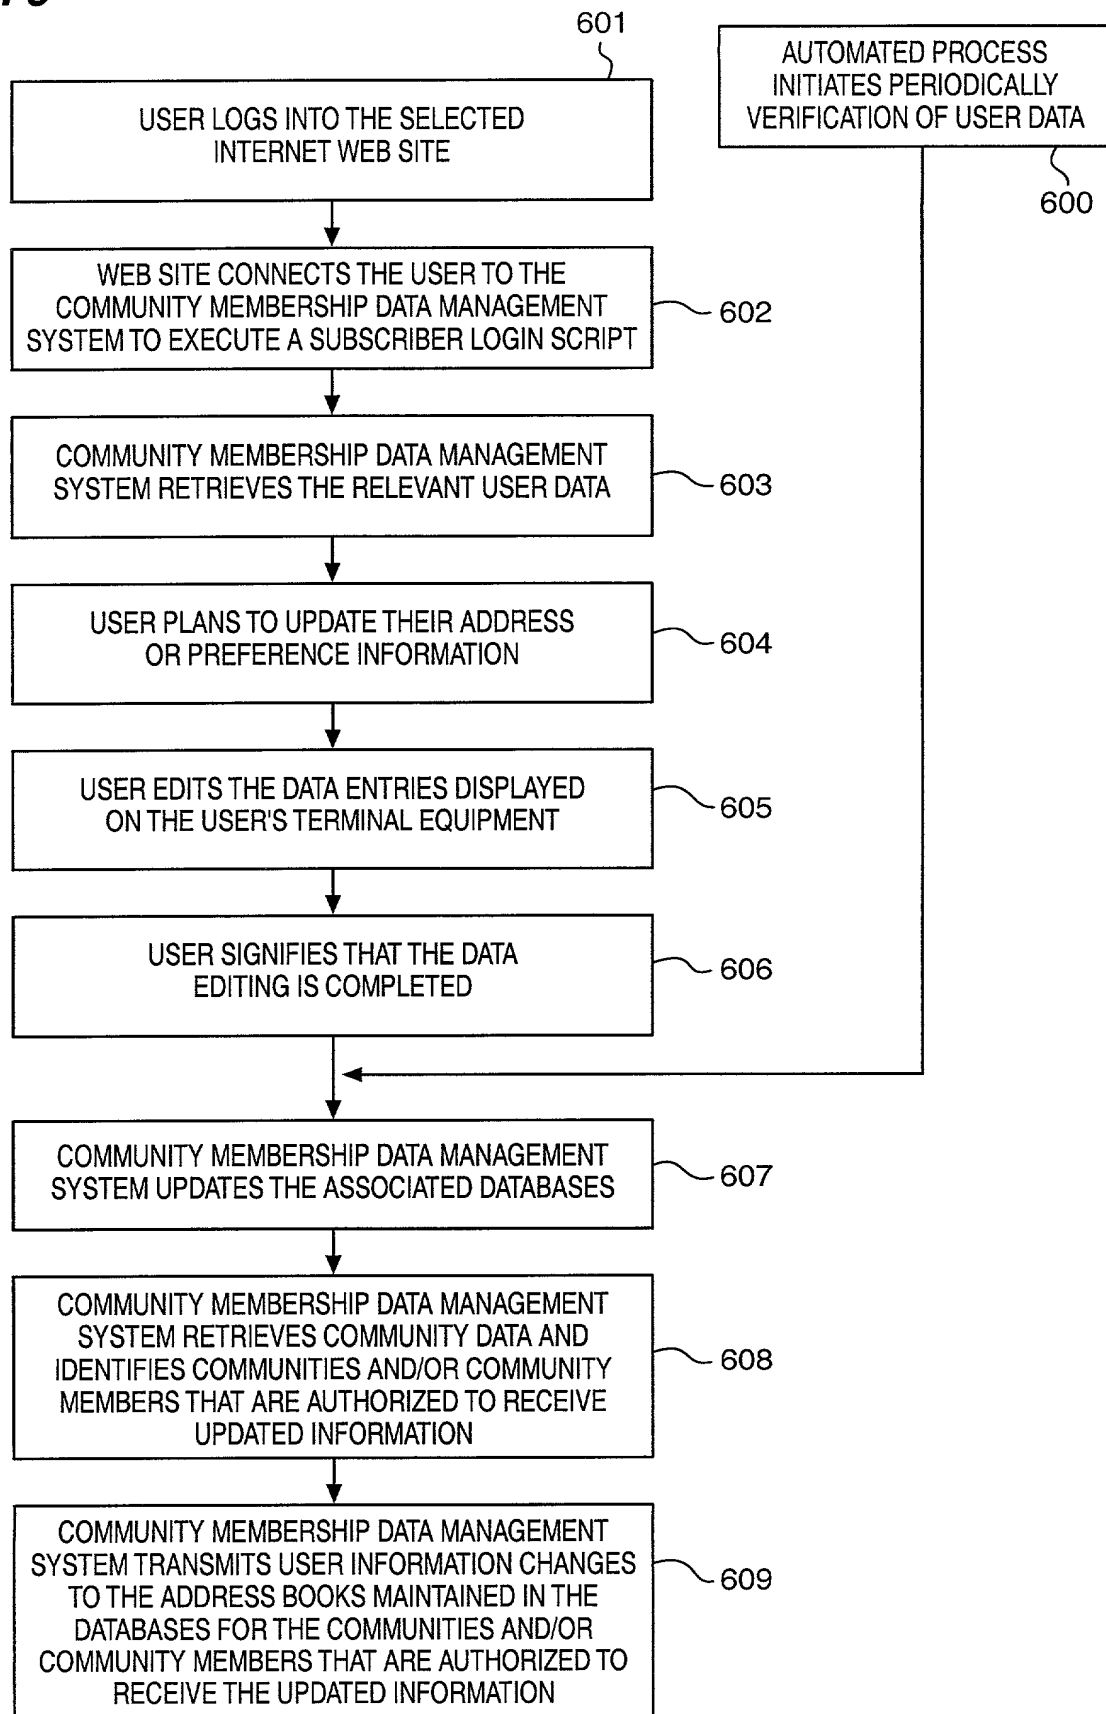 601
USER LOGS INTO THE SELECTED
INTERNET WEB SITE
AUTOMATED PROCESS
INITIATES PERIODICALLY
VERIFICATION OF USER DATA
600
WEB SITE CONNECTS THE USER TO THE
COMMUNITY MEMBERSHIP DATA MANAGEMENT
SYSTEM TO EXECUTE A SUBSCRIBER LOGIN SCRIPT
602
COMMUNITY MEMBERSHIP DATA MANAGEMENT
SYSTEM RETRIEVES THE RELEVANT USER DATA
603
USER PLANS TO UPDATE THEIR ADDRESS
OR PREFERENCE INFORMATION
604
USER EDITS THE DATA ENTRIES DISPLAYED
ON THE USER'S TERMINAL EQUIPMENT
605
USER SIGNIFIES THAT THE DATA
EDITING IS COMPLETED
606
COMMUNITY MEMBERSHIP DATA MANAGEMENT
SYSTEM UPDATES THE ASSOCIATED DATABASES
607
COMMUNITY MEMBERSHIP DATA MANAGEMENT
SYSTEM RETRIEVES COMMUNITY DATA AND
IDENTIFIES COMMUNITIES AND/OR COMMUNITY
MEMBERS THAT ARE AUTHORIZED TO RECEIVE
UPDATED INFORMATION
608
COMMUNITY MEMBERSHIP DATA MANAGEMENT
SYSTEM TRANSMITS USER INFORMATION CHANGES
TO THE ADDRESS BOOKS MAINTAINED IN THE
DATABASES FOR THE COMMUNITIES AND/OR
COMMUNITY MEMBERS THAT ARE AUTHORIZED TO
RECEIVE THE UPDATED INFORMATION
609